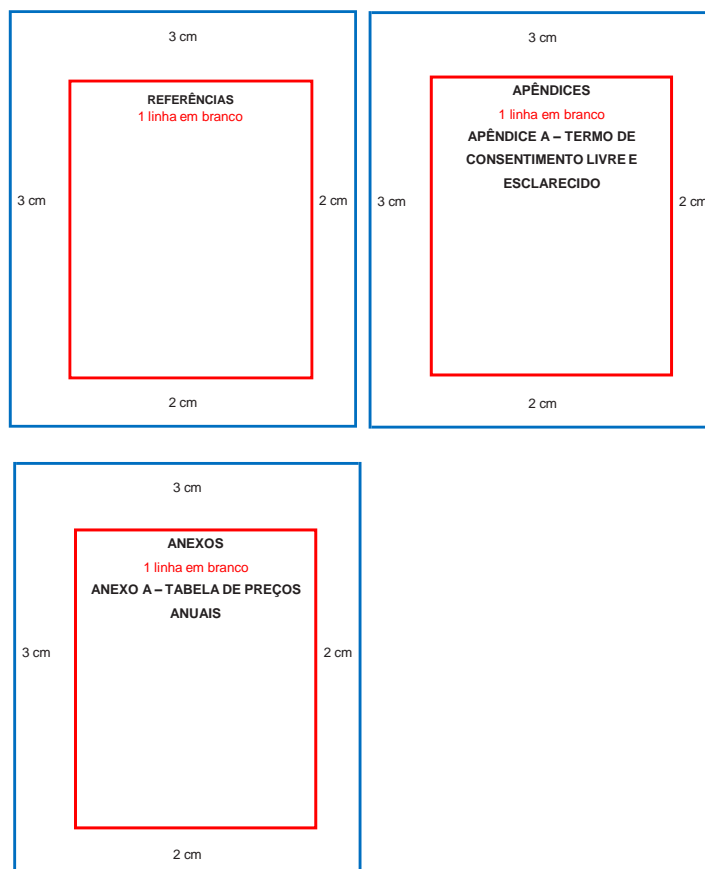 3 cm
REFERÊNCIAS
1 linha em branco
3 cm
2 cm
2 cm
3 cm
APÊNDICES
1 linha em branco
APÊNDICE A – TERMO DE
CONSENTIMENTO LIVRE E
ESCLARECIDO
3 cm
2 cm
2 cm
3 cm
ANEXOS
1 linha em branco
ANEXO A – TABELA DE PREÇOS
ANUAIS
3 cm
2 cm
2 cm